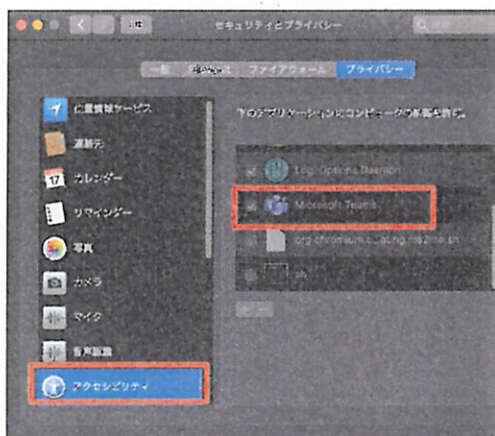 セキュリティとプライバシー
一般
ファイアウォール
プライバシー
位置情報サービス
連絡先
17
カレンダー
リマインダー
写真
カメラ
マイク
音声認識
アクセシビリティ
下のアプリケーションにコンピュータの制御を許可。
Logi Options Daemon
Microsoft Teams
sh